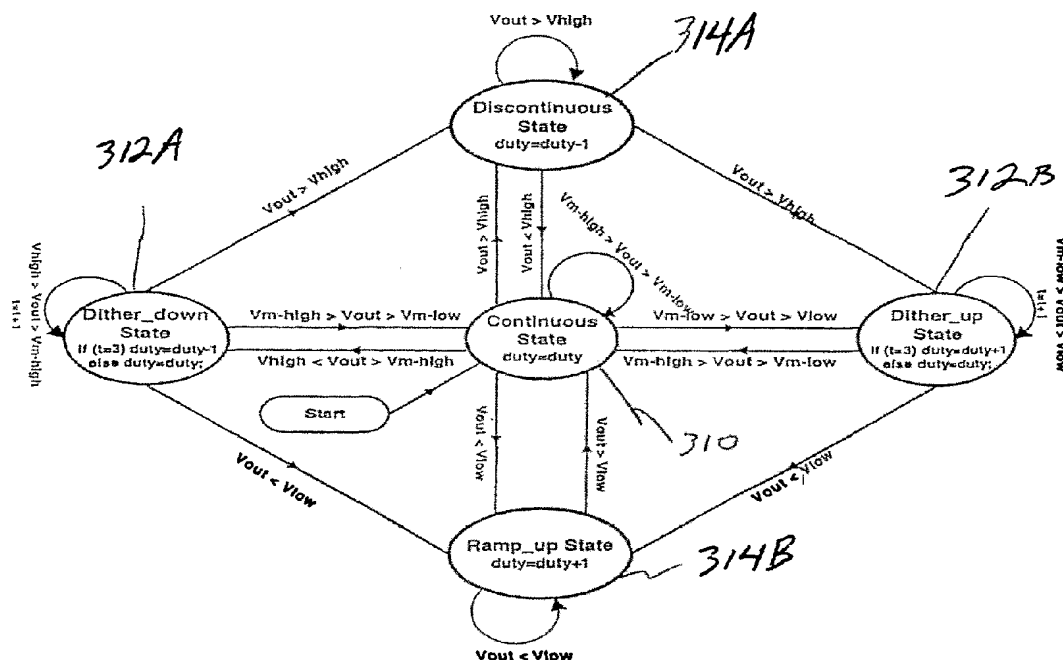 Vout > Vhigh
314A
Discontinuous
State
duty=duty-1
312A
Vout > Vhigh
Vout > Vhigh
312B
Vout < Vhigh
Vout < Vhigh
Vm-high > Vout > Vm-low
Vhigh > Vout > Vm-high
t=t+1
Dither_down
State
if (t=3) duty=duty-1
else duty=duty;
Vm-high > Vout > Vm-low
Vhigh < Vout > Vm-high
Continuous
State
duty=duty
Vm-low > Vout > Vlow
Vm-high > Vout > Vm-low
Dither_up
State
if (t=3) duty=duty+1
else duty=duty;
t=t+1
Vm-low > Vout > Vlow
Start
310
Vout < Vlow
Vout > Vlow
Vout < Vlow
Vout < Vlow
Ramp_up State
duty=duty+1
314B
Vout < Vlow